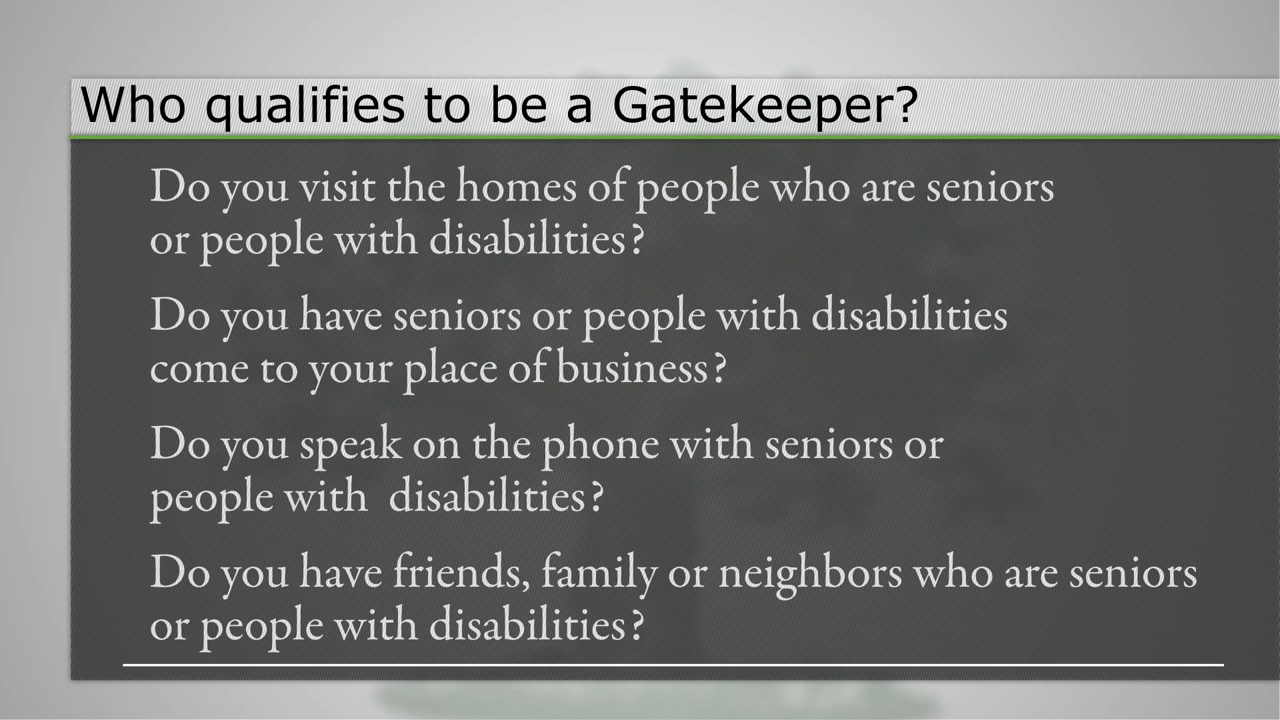 Who qualifies to be a Gatekeeper?
Do you visit the homes of people who are seniors
or people with disabilities?
Do you have seniors or people with disabilities
come to your place of business?
Do you speak on the phone with seniors or
people with  disabilities?
Do you have friends, family or neighbors who are seniors
or people with disabilities?